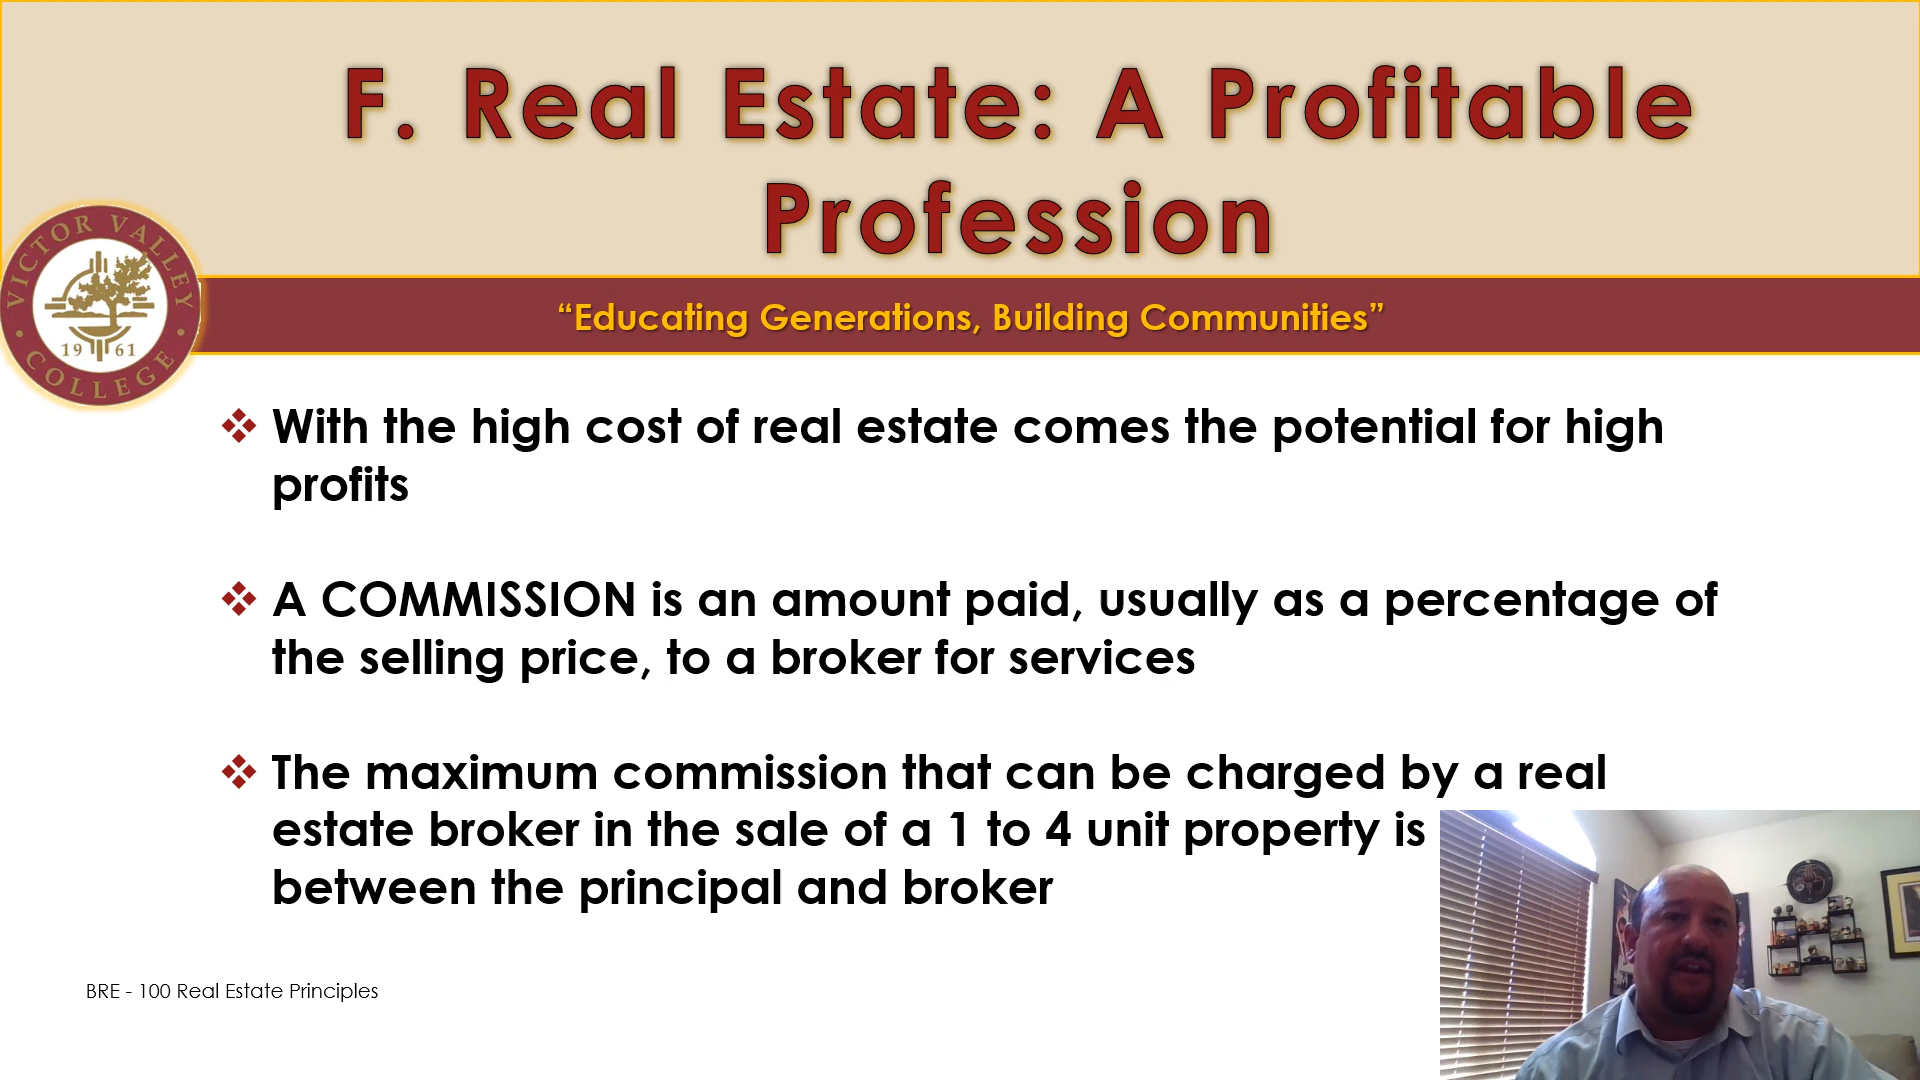 F. Real Estate: A Profitable
Profession
VICTOR VALLEY
19 61
COLLEGE
“Educating Generations, Building Communities”
❖ With the high cost of real estate comes the potential for high
profits
❖ A COMMISSION is an amount paid, usually as a percentage of
the selling price, to a broker for services
❖ The maximum commission that can be charged by a real
estate broker in the sale of a 1 to 4 unit property is
between the principal and broker
BRE - 100 Real Estate Principles